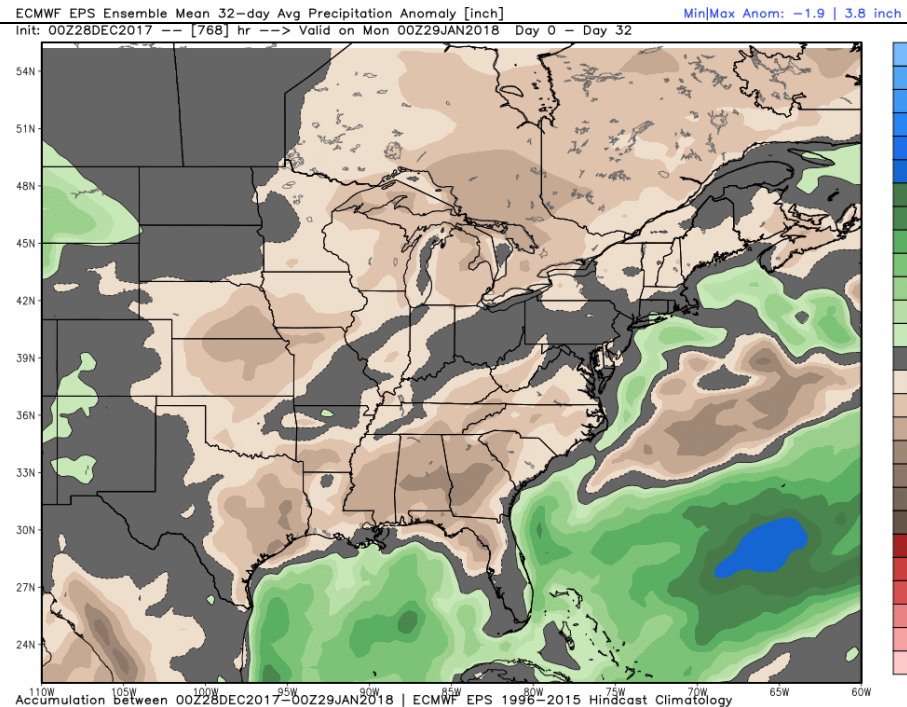 ECMWF EPS Ensemble Mean 32-day Avg Precipitation Anomaly [inch] Min|Max Anom: -1.9 | 3.8 inch
Init: 00Z28DEC2017 -- [768] hr --> Valid on Mon 00Z29JAN2018 Day 0 - Day 32
54N
51N
48N
45N
42N
39N
36N
33N
30N
27N
24N
110W 105W 100W 95W 90W 85W 80W 75W 70W 65W 60W
Accumulation between 00Z28DEC2017-00Z29JAN2018 | ECMWF EPS 1996-2015 Hindcast Climatology